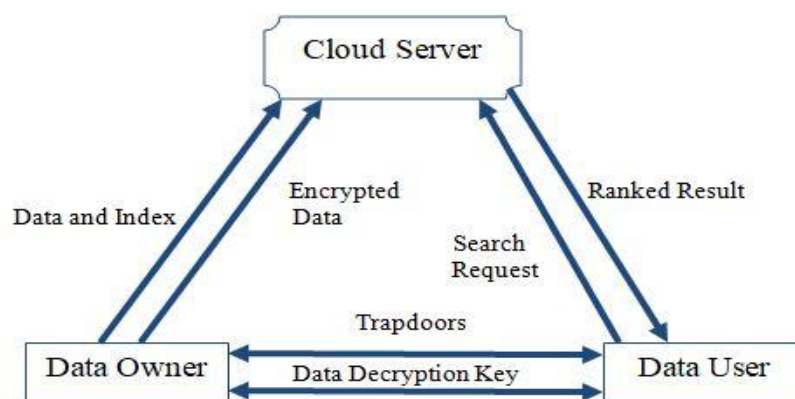 Cloud Server
Data and Index
Encrypted
Data
Search
Request
Ranked Result
Trapdoors
Data Owner
Data Decryption Key
Data User